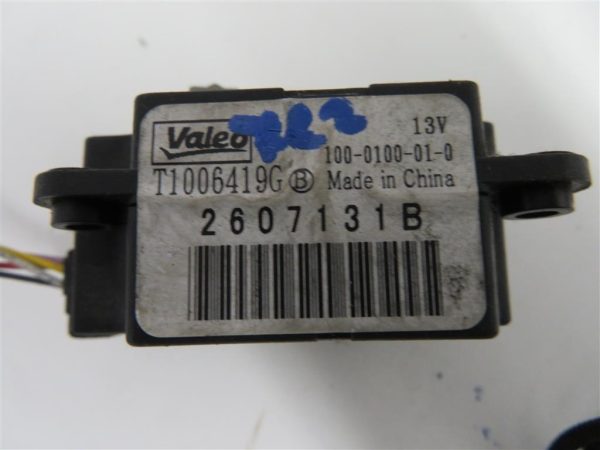 Valeo 13V
100-0100-01-0
T1006419G Ⓑ Made in China
2607131B